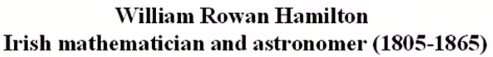 William Rowan Hamilton
Irish mathematician and astronomer (1805-1865)